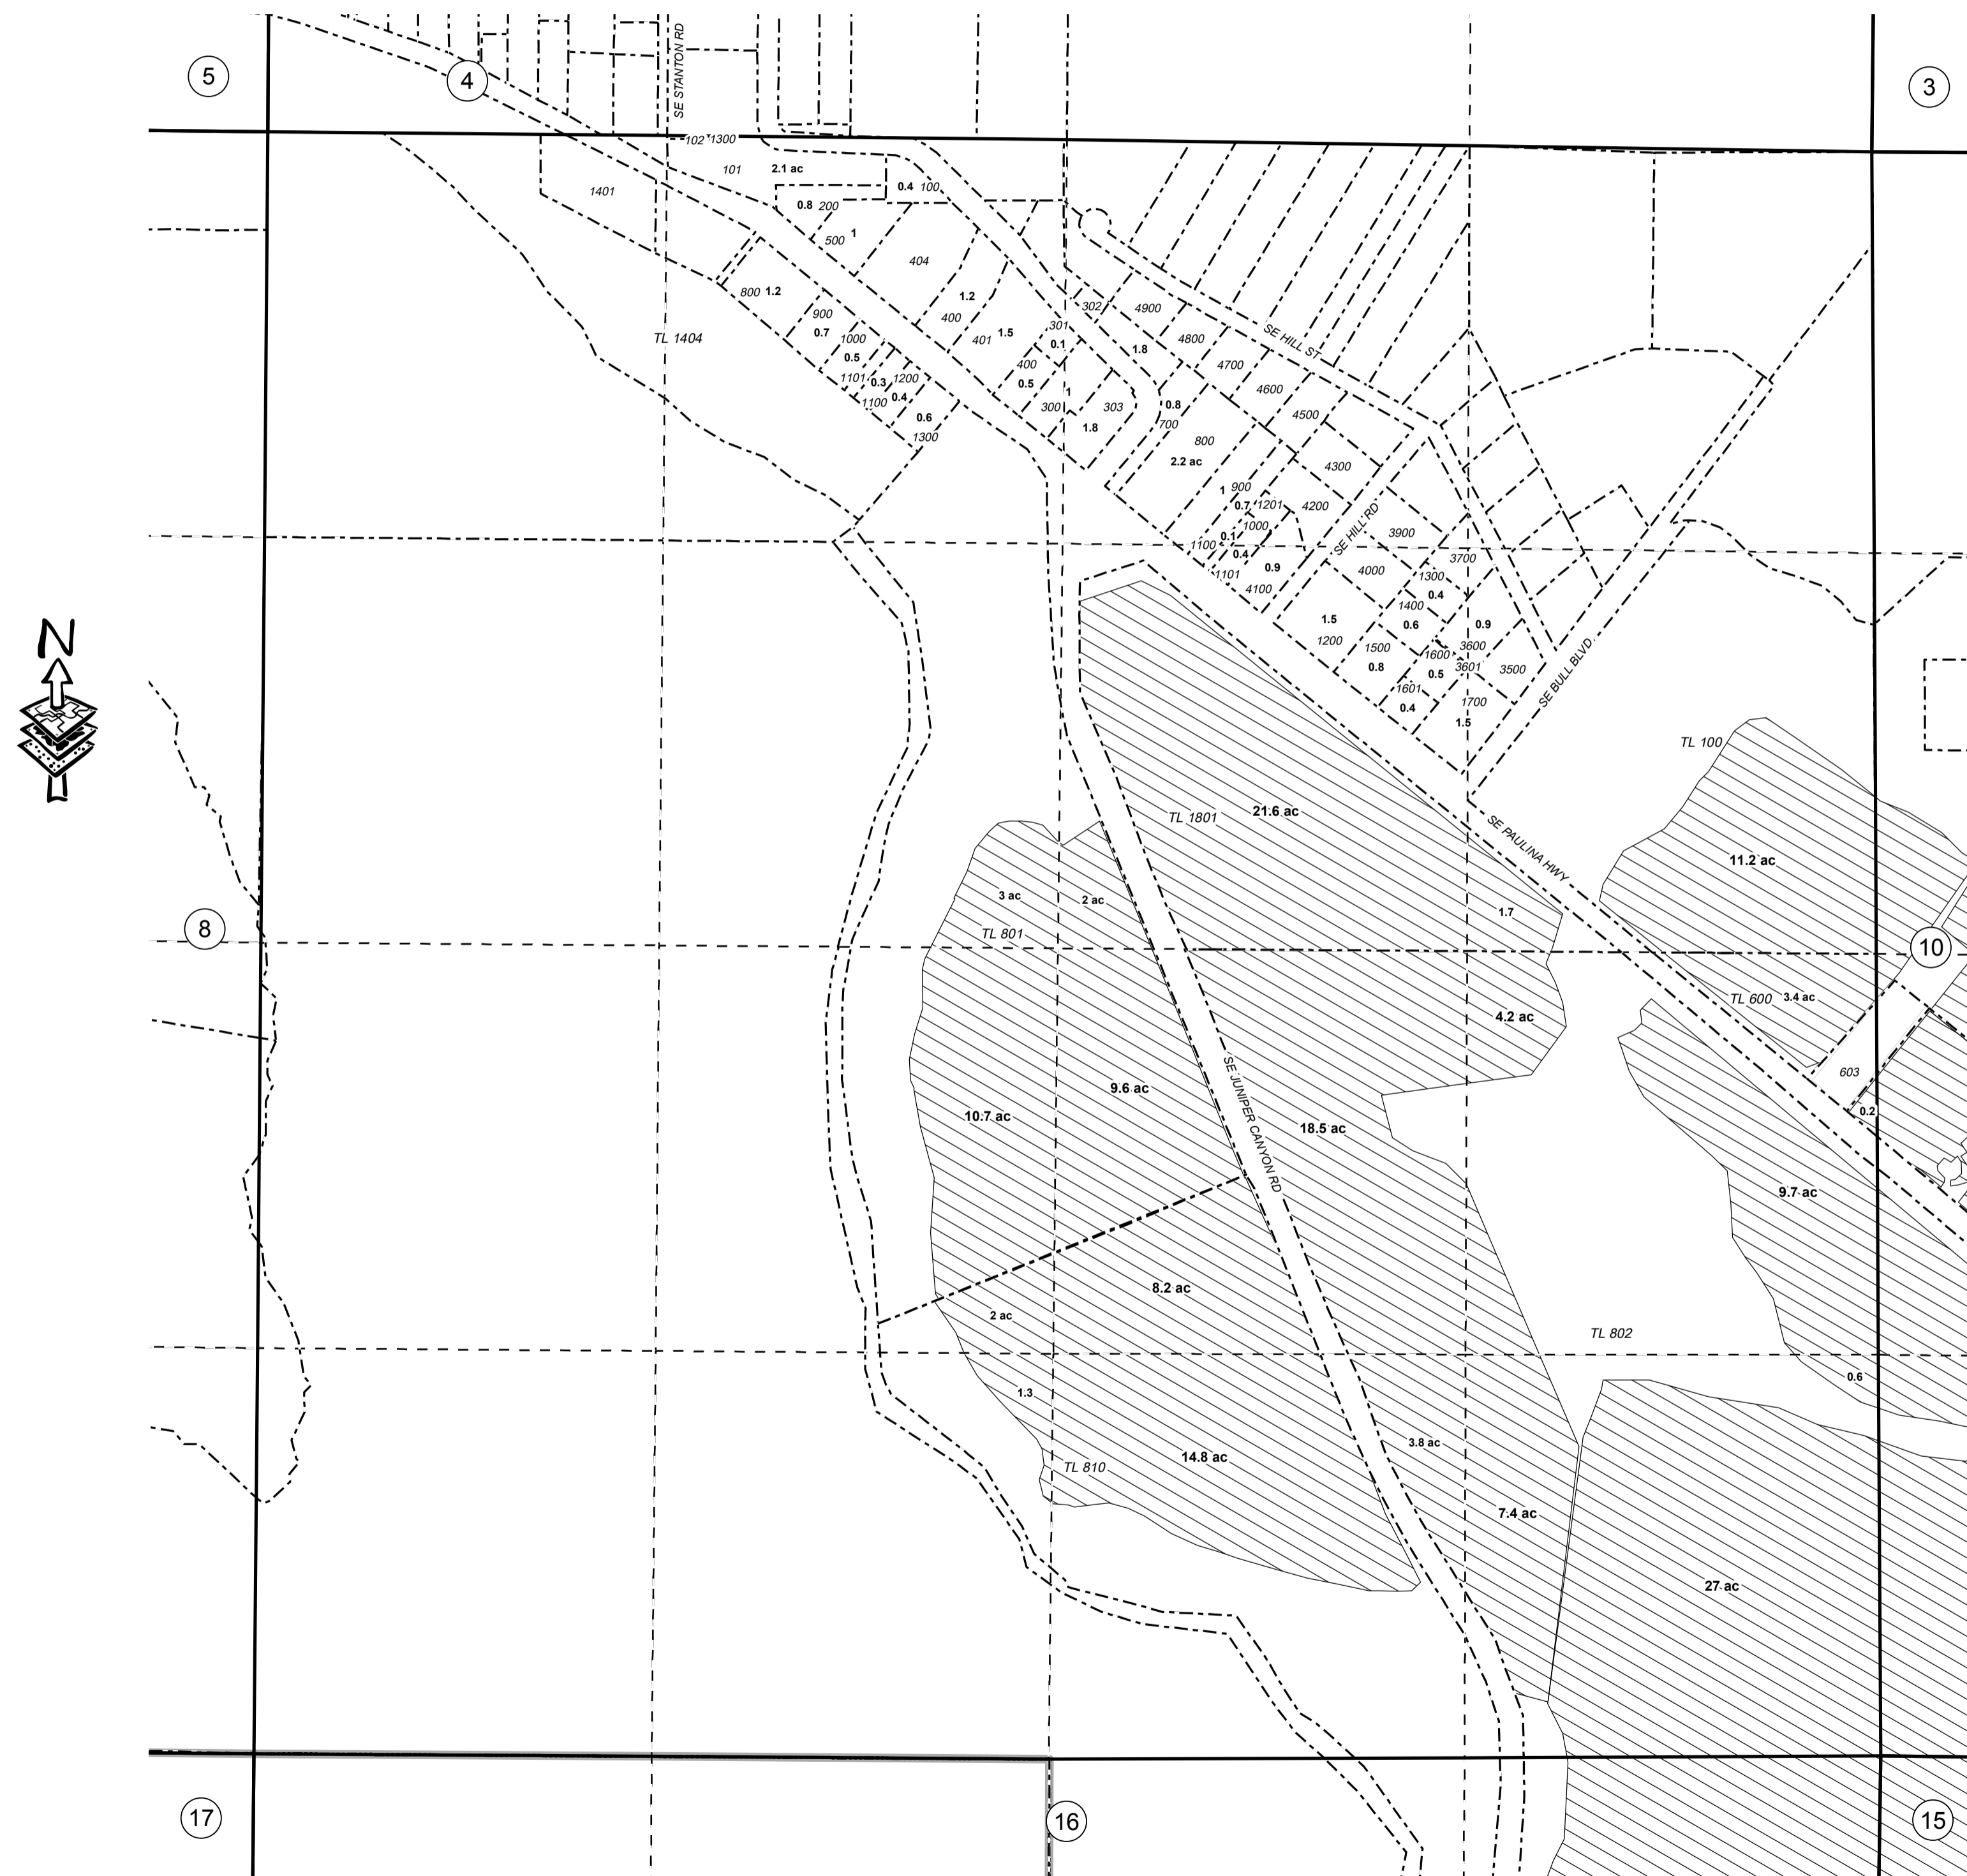 SE STANTON RD
5
4
3
102
1300
101
2.1 ac
1401
0.4 100
0.8 200
500 1
404
800 1.2
1.2
400
302
4900
900
0.7
301
0.1
401 1.5
SE HILL ST
TL 1404
1000
0.5
4800
1.8
400
0.5
4700
1101 0.3 1200
1100 0.4
4600
300
303
1.8
0.8
700
4500
0.6
1300
800
2.2 ac
4300
1 900
0.7 1201
4200
1000
SE HILL RD
3900
0.1
1100
0.4
3700
1101
0.9
4100
4000
1300
0.4
1400
0.6
1.5
1200
0.9
3600
1500
0.8
1600
0.5
3601
3500
N
1601
0.4
1700
1.5
SE BULL BLVD
TL 100
21.6 ac
TL 1801
SE PAULINA HWY
11.2 ac
3 ac
2 ac
1.7
8
TL 801
10
TL 600 3.4 ac
4.2 ac
603
9.6 ac
10.7 ac
0.2
SE JUNIPER CANYON RD
18.5 ac
9.7 ac
8.2 ac
2 ac
TL 802
0.6
1.3
3.8 ac
14.8 ac
TL 810
7.4 ac
27 ac
17
16
15